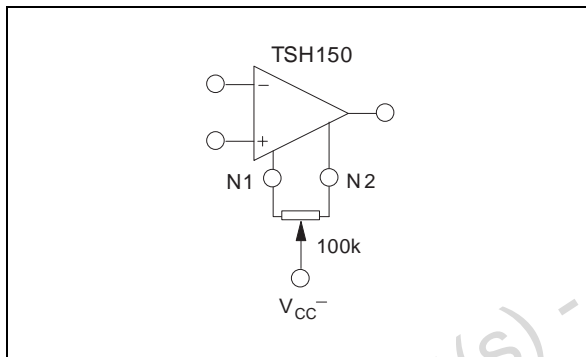 TSH150
−
+
N1 N2
100k
VCC−
(s) -